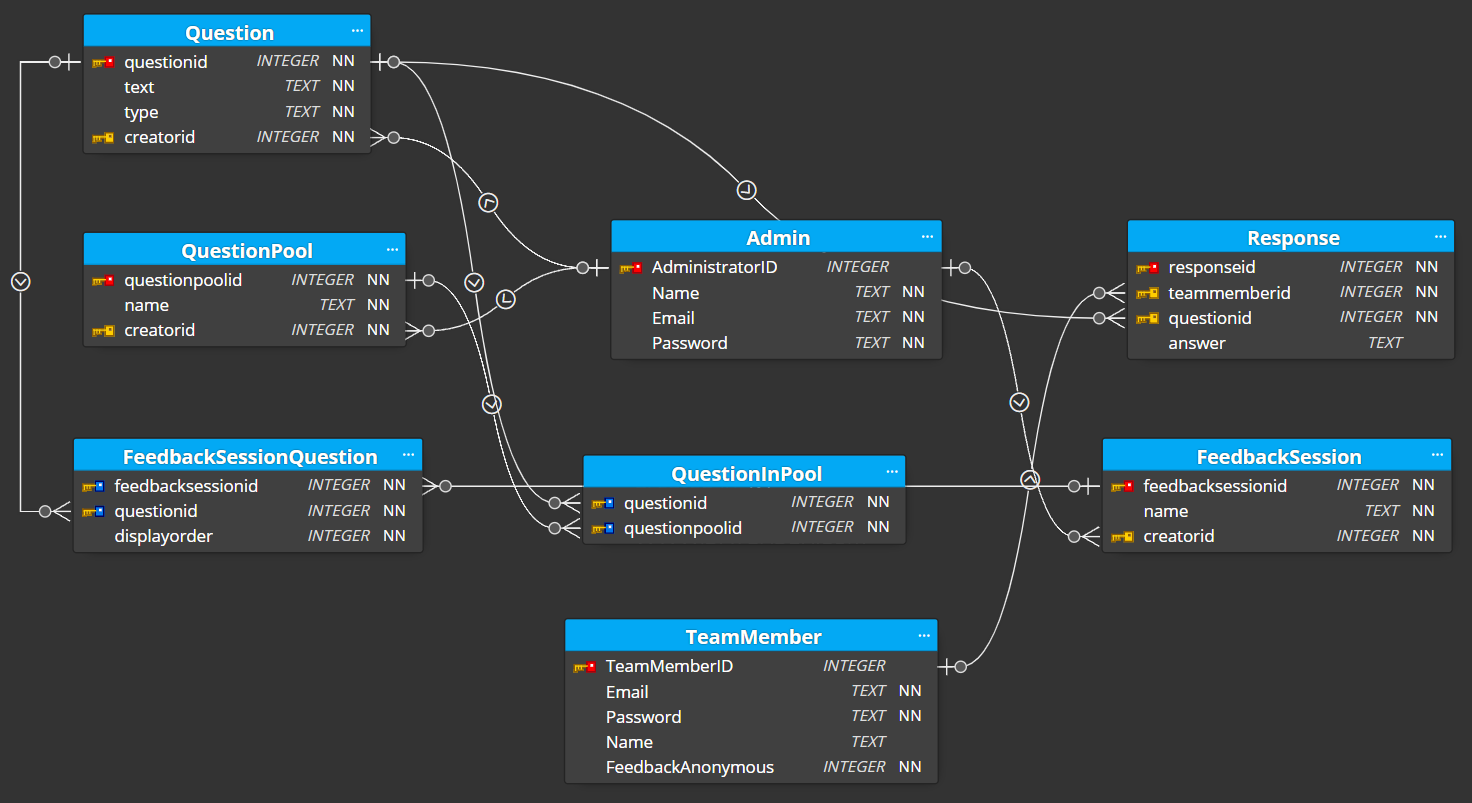 Question ...
questionid INTEGER NN
text TEXT NN
type TEXT NN
creatorid INTEGER NN
QuestionPool ...
questionpoolid INTEGER NN
name TEXT NN
creatorid INTEGER NN
Admin ...
AdministratorID INTEGER
Name TEXT NN
Email TEXT NN
Password TEXT NN
Response ...
responseid INTEGER NN
teammemberid INTEGER NN
questionid INTEGER NN
answer TEXT
FeedbackSessionQuestion ...
feedbacksessionid INTEGER NN
questionid INTEGER NN
displayorder INTEGER NN
QuestionInPool ...
questionid INTEGER NN
questionpoolid INTEGER NN
FeedbackSession ...
feedbacksessionid INTEGER NN
name TEXT NN
creatorid INTEGER NN
TeamMember ...
TeamMemberID INTEGER
Email TEXT NN
Password TEXT NN
Name TEXT
FeedbackAnonymous INTEGER NN